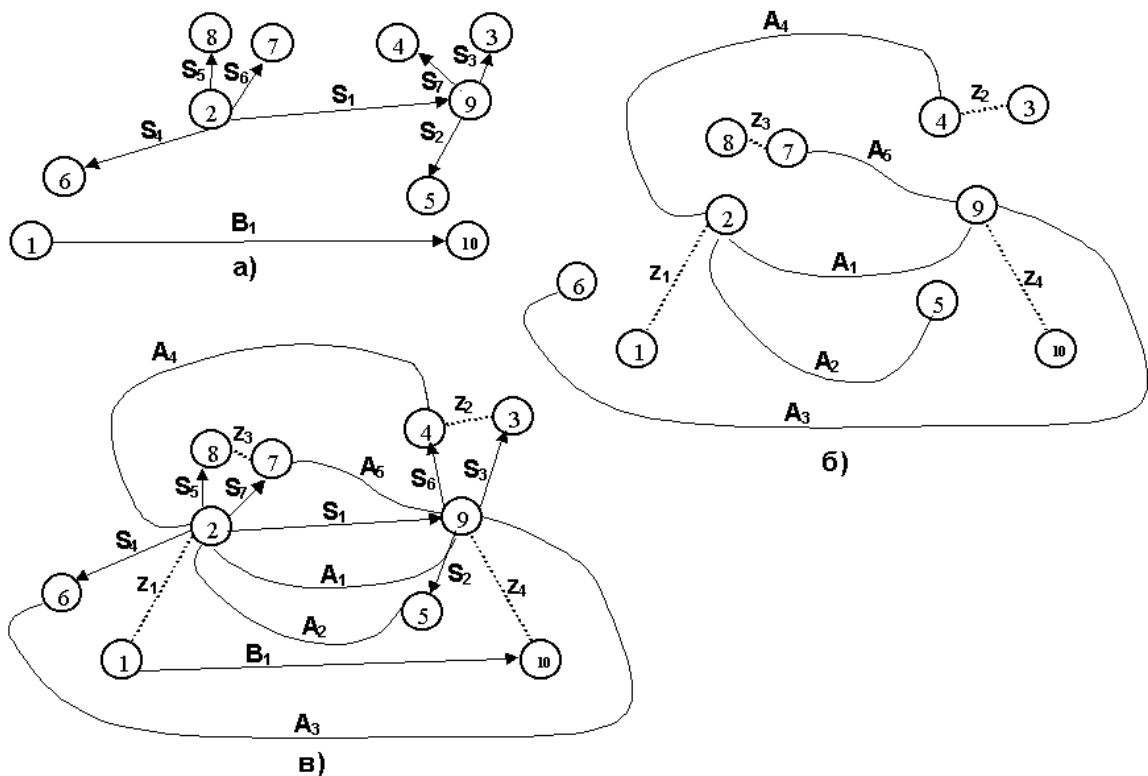 8 7 4 3
S₅ S₆ S₇ S₃
2 S₁ 9
S₄ S₂
6 5
B₁
1 10
а)
A₄
z₂
4 3
z₃
8 7 A₅
2 9
A₁
z₁ z₄
6 5
1 A₂ 10
A₃
б)
A₄
z₂
4 3
z₃
8 7 A₅
S₅ S₇ S₆ S₃
2 S₁ 9
S₄ A₁ S₂
z₁ z₄
6 5
A₂
1 B₁ 10
A₃
в)